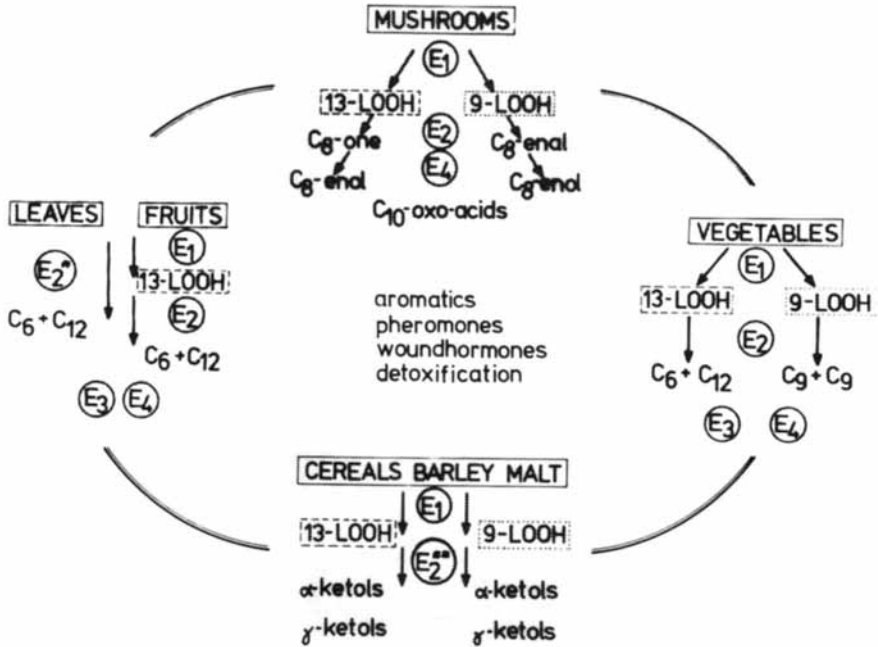 MUSHROOMS
E₁
13-LOOH 9-LOOH
E₂
C₈-one C₈-enal
E₄
C₈-enol C₈-enol
C₁₀-oxo-acids
LEAVES FRUITS
E₁
E₂*
13-LOOH
E₂
C₆ + C₁₂
C₆ + C₁₂
E₃ E₄
aromatics
pheromones
woundhormones
detoxification
VEGETABLES
E₁
13-LOOH 9-LOOH
E₂
C₆ + C₁₂ C₉ + C₉
E₃ E₄
CEREALS BARLEY MALT
E₁
13-LOOH 9-LOOH
E₂**
α-ketols α-ketols
γ-ketols γ-ketols